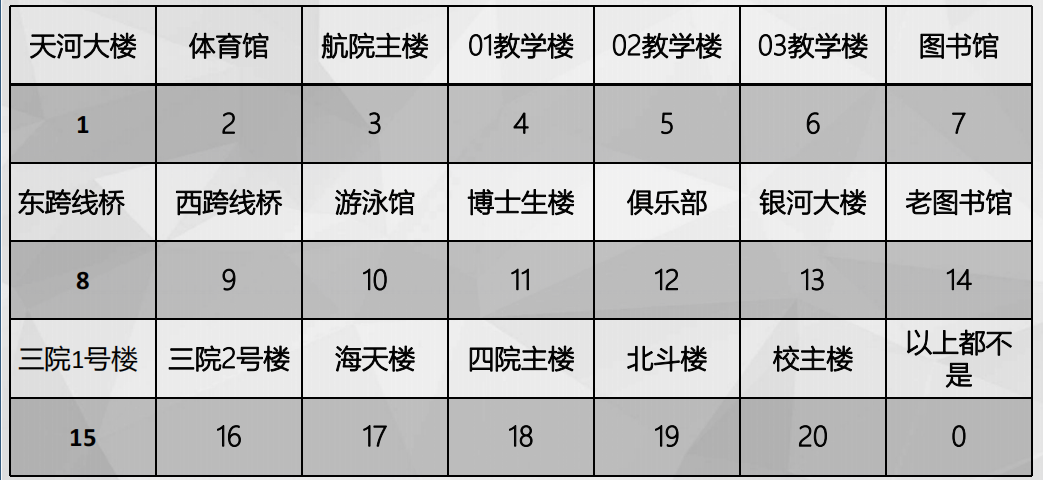 天河大楼 体育馆 航院主楼 01教学楼 02教学楼 03教学楼 图书馆
1 2 3 4 5 6 7
东跨线桥 西跨线桥 游泳馆 博士生楼 俱乐部 银河大楼 老图书馆
8 9 10 11 12 13 14
三院1号楼 三院2号楼 海天楼 四院主楼 北斗楼 校主楼 以上都不
是
15 16 17 18 19 20 0